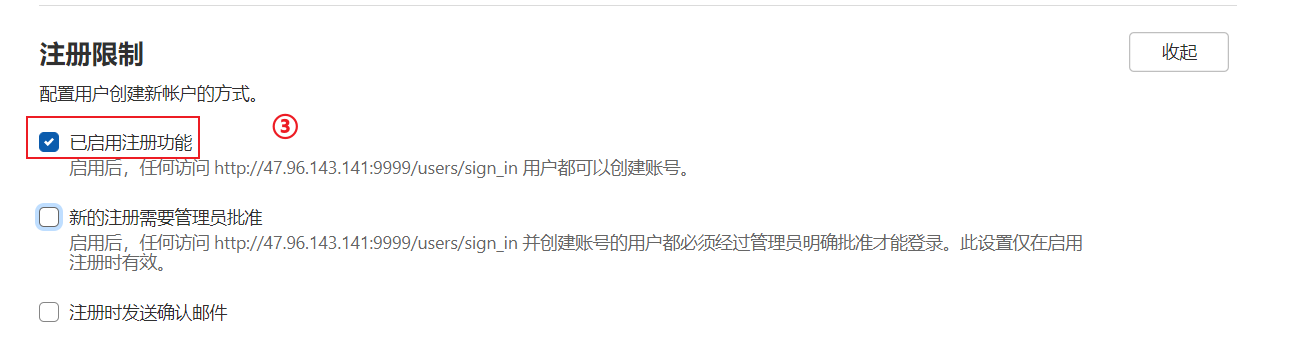 注册限制
收起
配置用户创建新帐户的方式。
已启用注册功能
③
启用后，任何访问 http://47.96.143.141:9999/users/sign_in 用户都可以创建账号。
新的注册需要管理员批准
启用后，任何访问 http://47.96.143.141:9999/users/sign_in 并创建账号的用户都必须经过管理员明确批准才能登录。此设置仅在启用
注册时有效。
注册时发送确认邮件